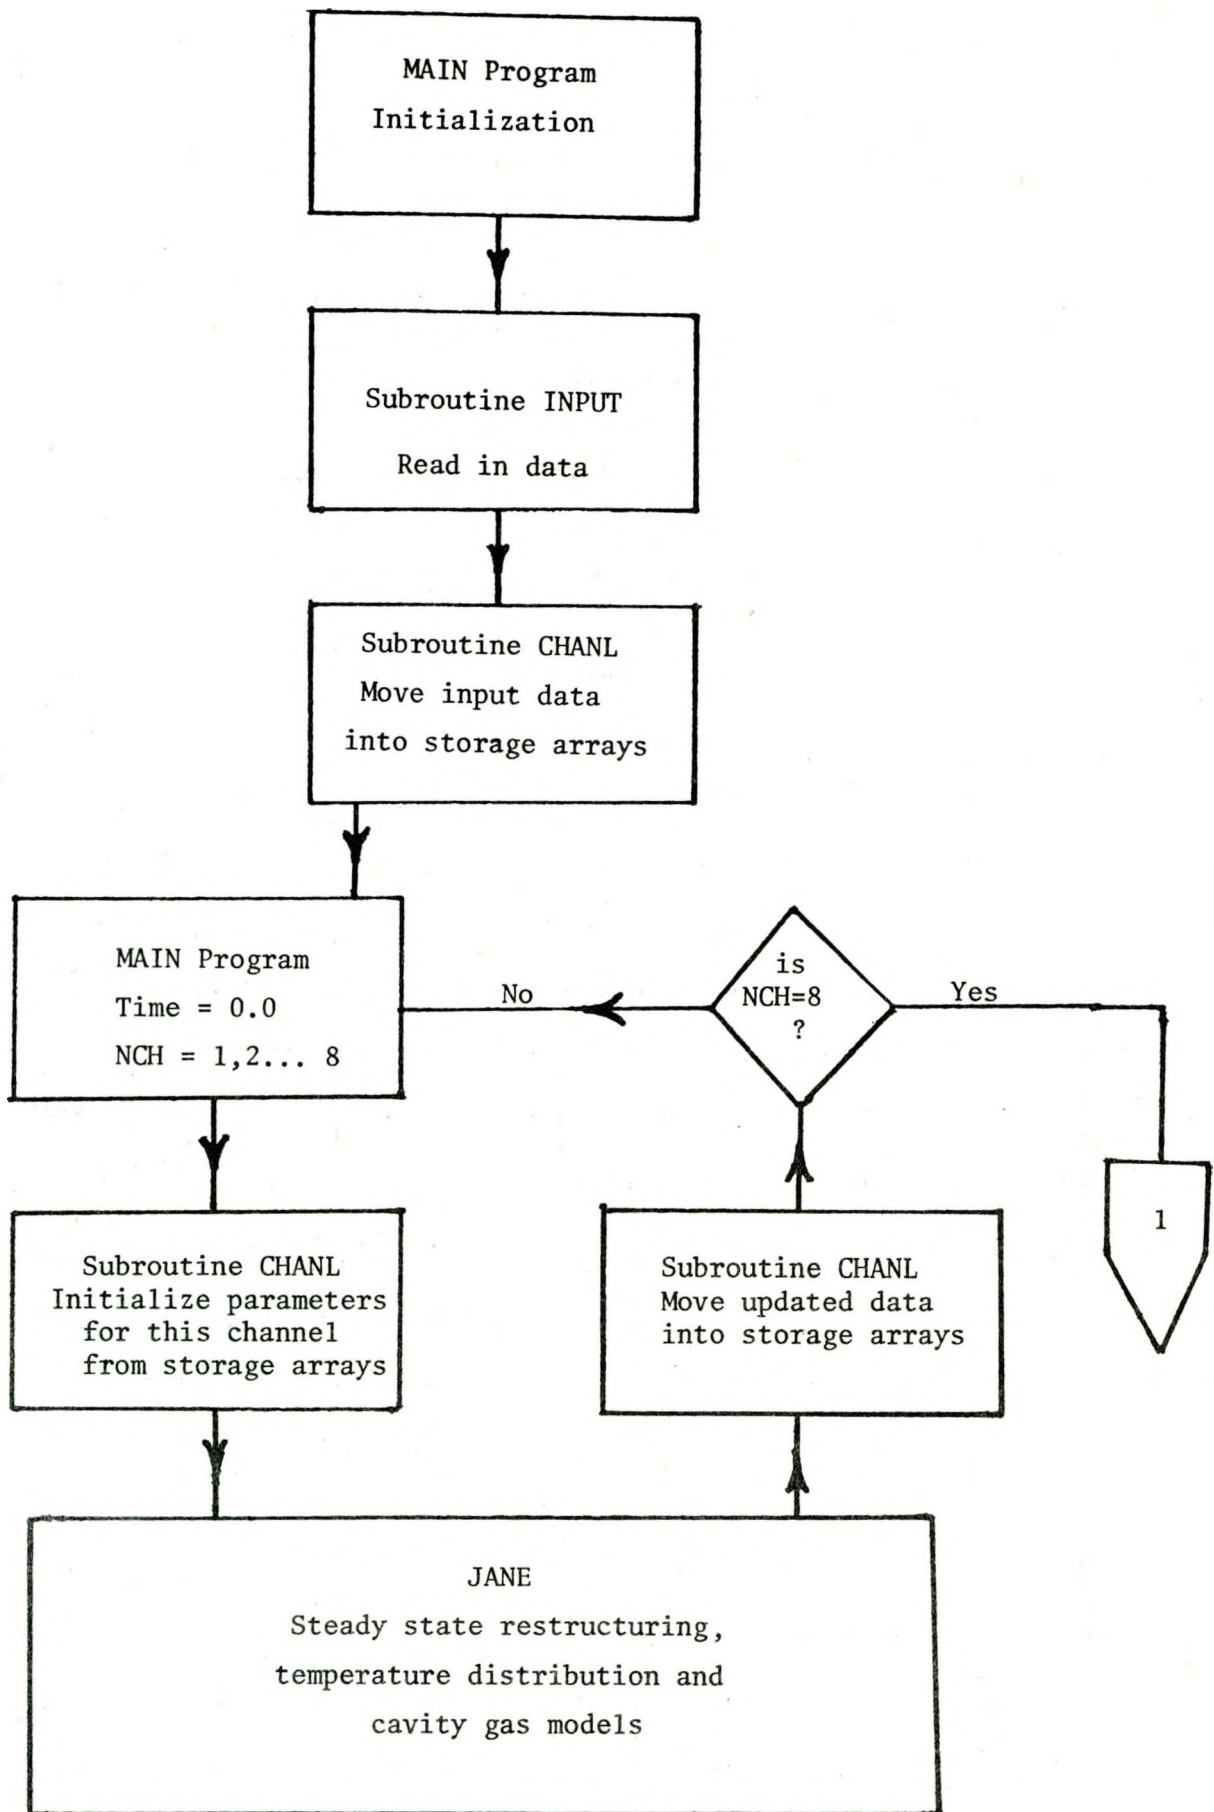 MAIN Program
Initialization
Subroutine INPUT
Read in data
Subroutine CHANL
Move input data
into storage arrays
MAIN Program
Time = 0.0
NCH = 1,2... 8
No
is
NCH=8
?
Yes
1
Subroutine CHANL
Initialize parameters
for this channel
from storage arrays
Subroutine CHANL
Move updated data
into storage arrays
JANE
Steady state restructuring,
temperature distribution and
cavity gas models